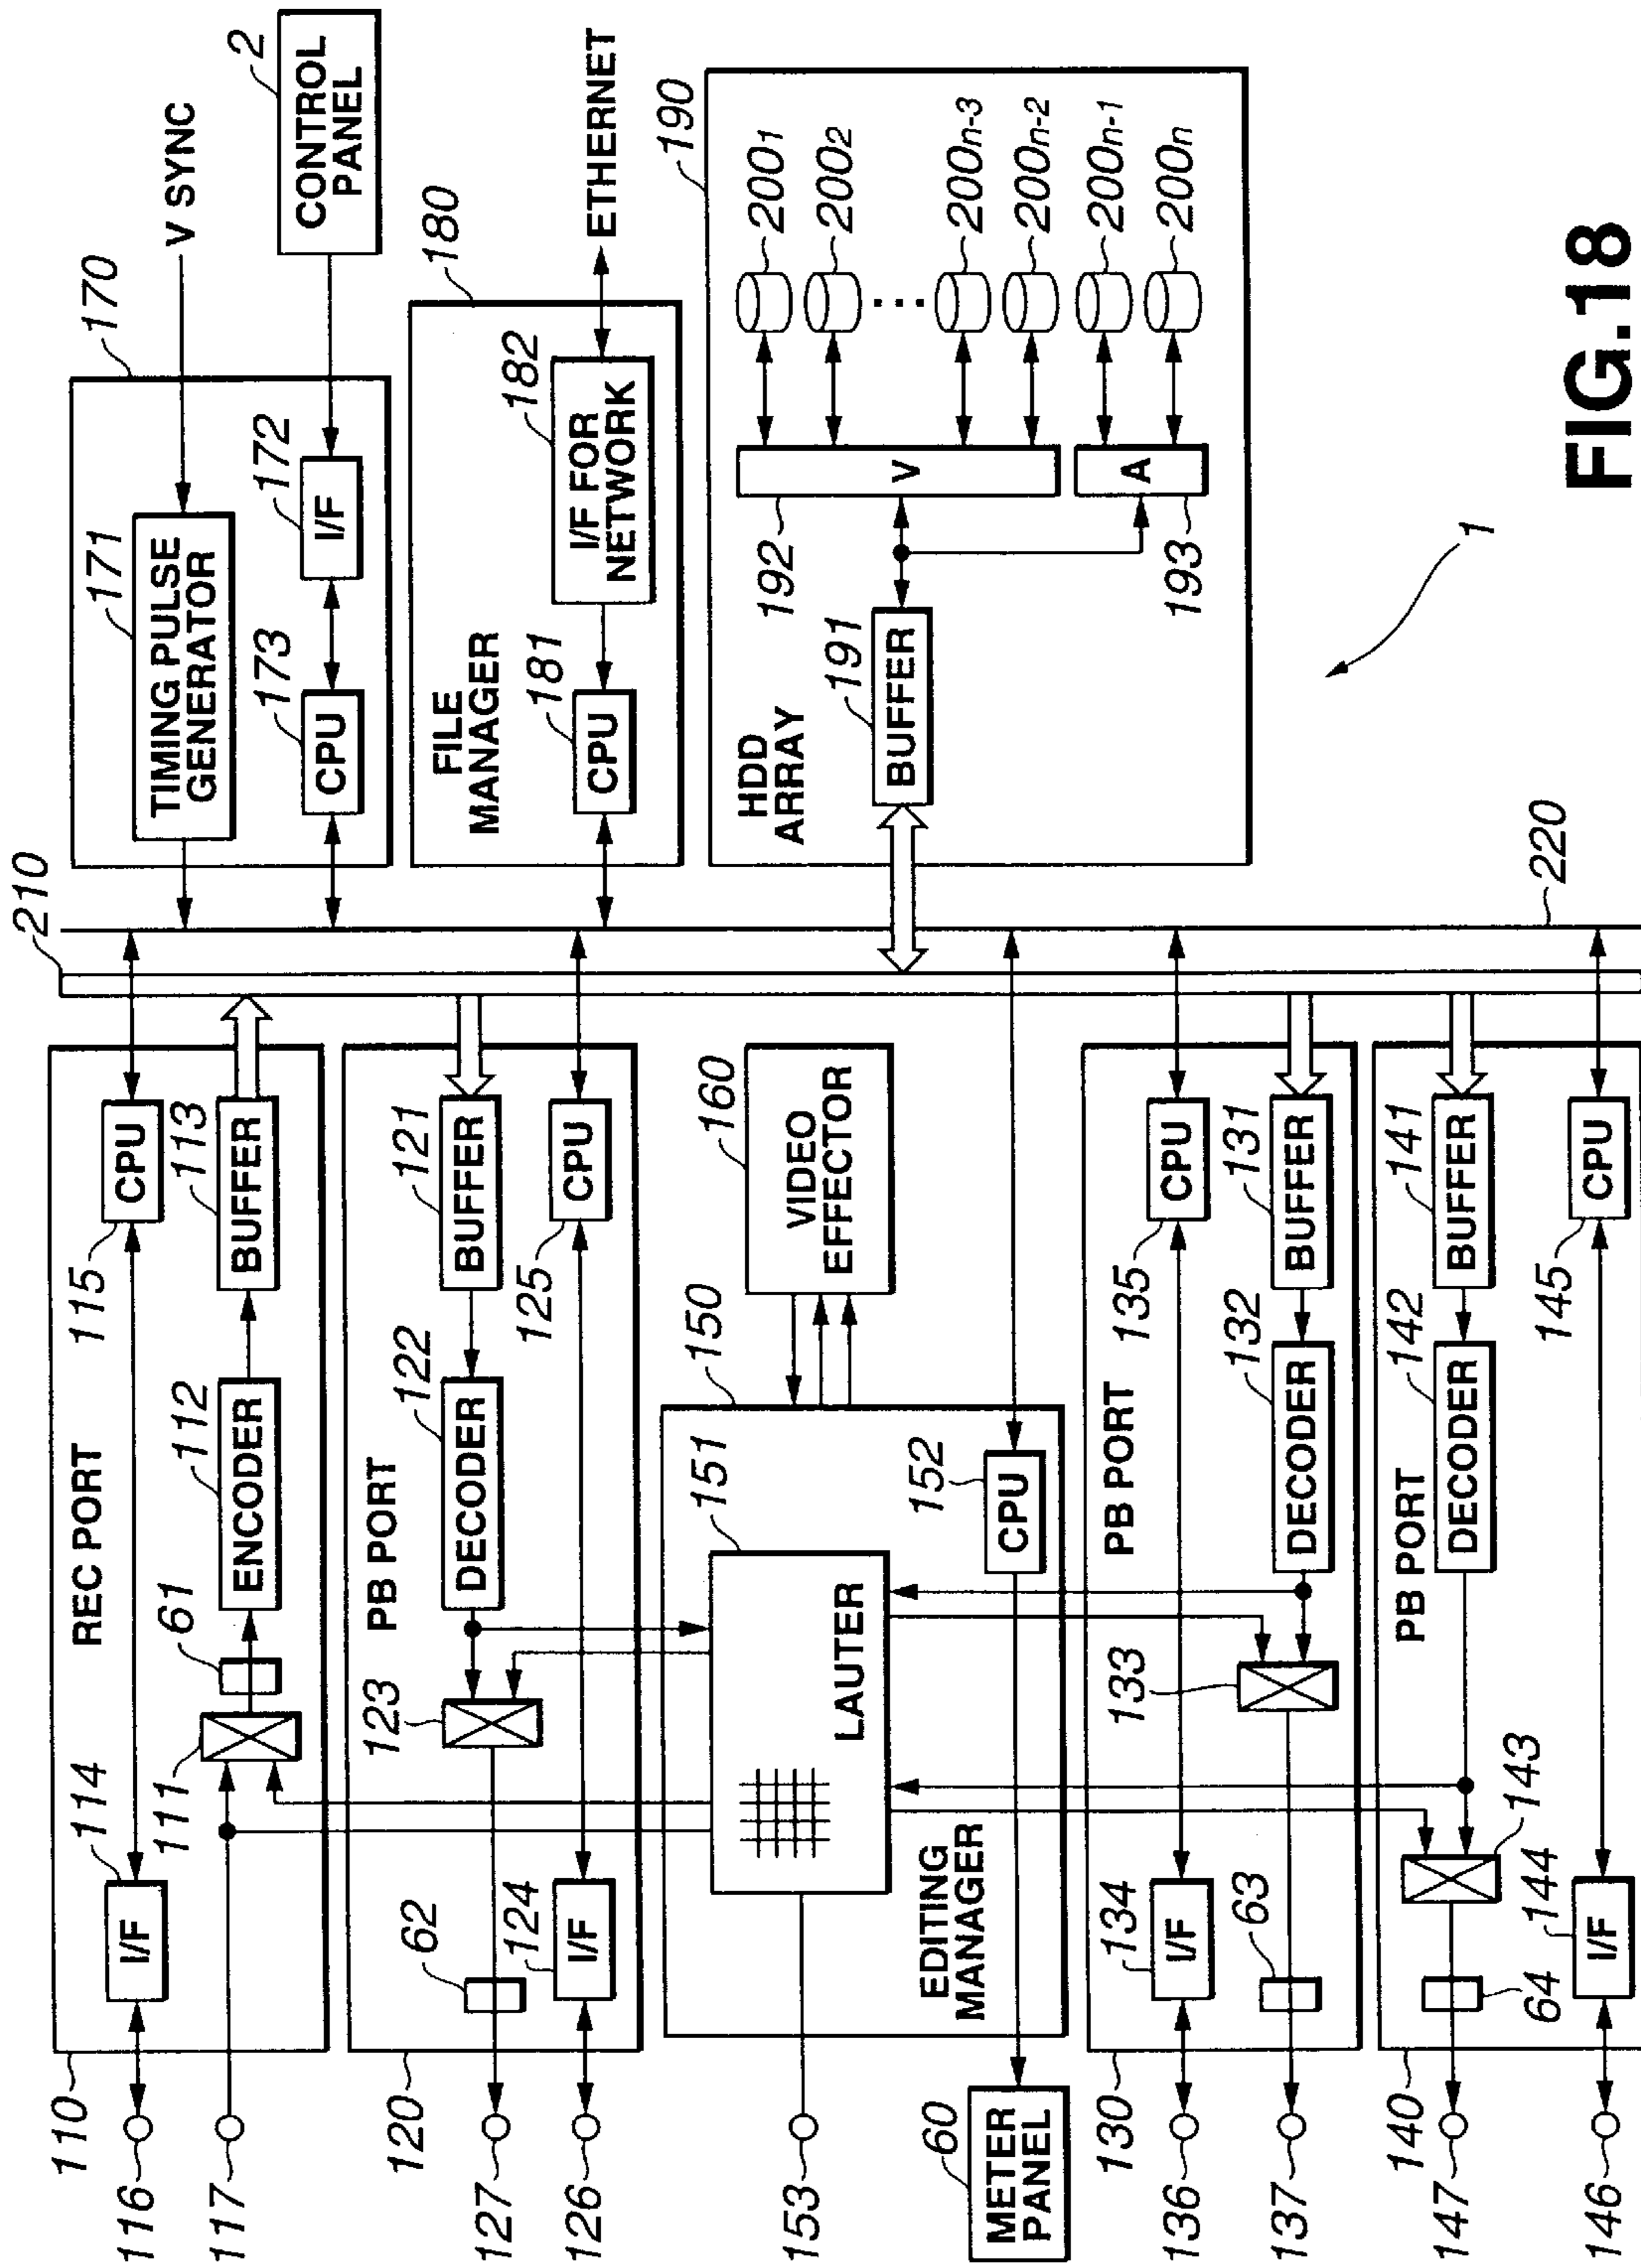 210
170
171
TIMING PULSE
GENERATOR
V SYNC
173
CPU
172
I/F
2
CONTROL
PANEL
180
FILE
MANAGER
181
CPU
182
I/F FOR
NETWORK
ETHERNET
190
HDD
ARRAY
191
BUFFER
192
V
193
A
200₁
200₂
...
200ₙ₋₃
200ₙ₋₂
200ₙ₋₁
200ₙ
220
1
110
REC PORT
116
114
I/F
115
CPU
117
111
61
112
ENCODER
113
BUFFER
120
PB PORT
127
62
123
122
DECODER
121
BUFFER
126
124
I/F
125
CPU
150
151
LAUTER
153
EDITING
MANAGER
152
CPU
160
VIDEO
EFFECTOR
60
METER
PANEL
130
PB PORT
136
134
I/F
135
CPU
137
63
133
132
DECODER
131
BUFFER
140
PB PORT
147
64
143
142
DECODER
141
BUFFER
146
144
I/F
145
CPU
FIG.18